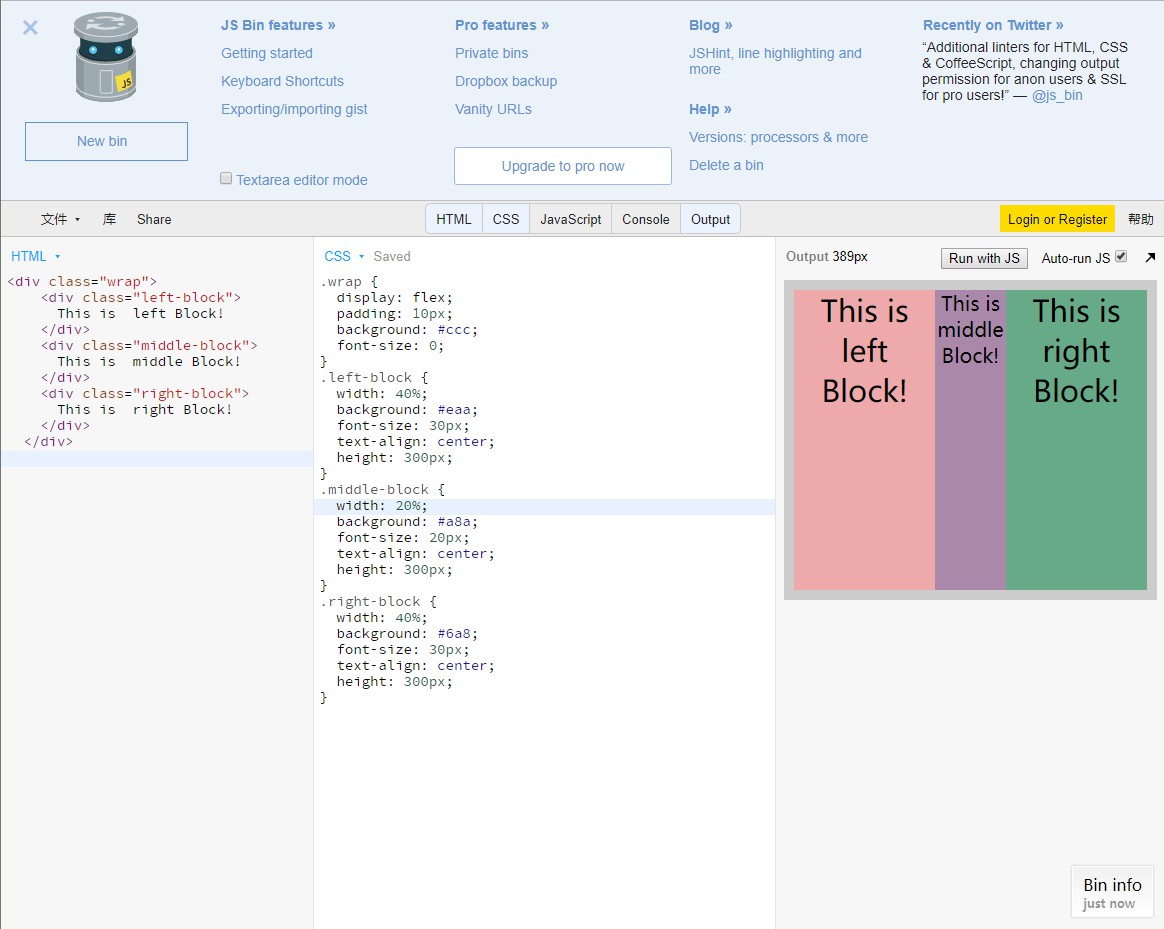 JS Bin features »
Getting started
Keyboard Shortcuts
Exporting/importing gist
Textarea editor mode
Pro features »
Private bins
Dropbox backup
Vanity URLs
Upgrade to pro now
Blog »
JSHint, line highlighting and
more
Help »
Versions: processors & more
Delete a bin
Recently on Twitter »
“Additional linters for HTML, CSS
& CoffeeScript, changing output
permission for anon users & SSL
for pro users!” — @js_bin
JS
New bin
文件 库 Share HTML CSS JavaScript Console Output Login or Register 帮助
HTML
<div class="wrap">
<div class="left-block">
This is  left Block!
</div>
<div class="middle-block">
This is  middle Block!
</div>
<div class="right-block">
This is  right Block!
</div>
</div>
CSS Saved
.wrap {
display: flex;
padding: 10px;
background: #ccc;
font-size: 0;
}
.left-block {
width: 40%;
background: #eaa;
font-size: 30px;
text-align: center;
height: 300px;
}
.middle-block {
width: 20%;
background: #a8a;
font-size: 20px;
text-align: center;
height: 300px;
}
.right-block {
width: 40%;
background: #6a8;
font-size: 30px;
text-align: center;
height: 300px;
}
Output 389px Run with JS Auto-run JS
This is
left
Block!
This is
middle
Block!
This is
right
Block!
Bin info
just now